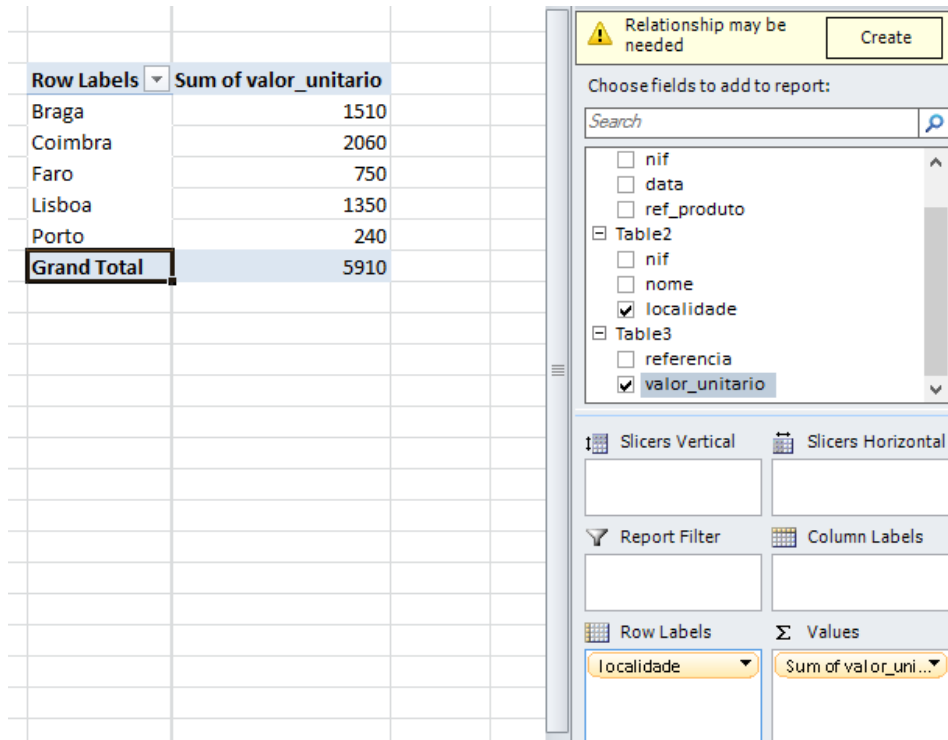 Relationship may be
needed
Create
Row Labels Sum of valor_unitario
Braga 1510
Coimbra 2060
Faro 750
Lisboa 1350
Porto 240
Grand Total 5910
Choose fields to add to report:
Search
nif
data
ref_produto
Table2
nif
nome
localidade
Table3
referencia
valor_unitario
Slicers Vertical Slicers Horizontal
Report Filter Column Labels
Row Labels Σ Values
localidade Sum of valor_uni...